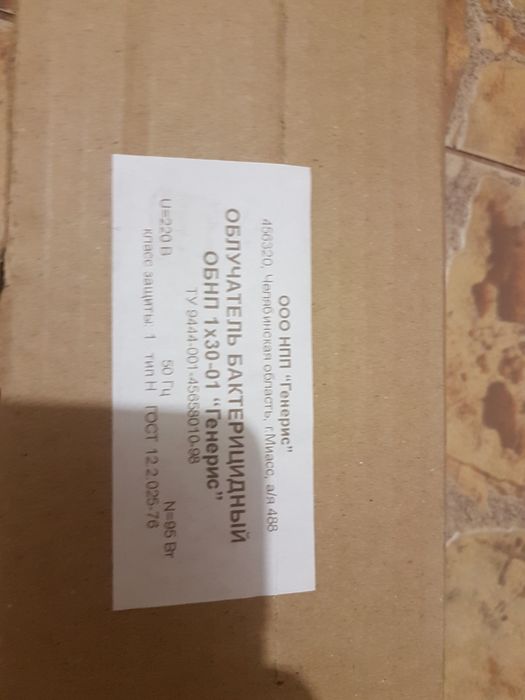 ООО НПП "Генерис"
456320, Челябинская область, г.Миасс, а/я 488
ОБЛУЧАТЕЛЬ БАКТЕРИЦИДНЫЙ
ОБНП 1х30-01 "Генерис"
ТУ 9444-001-45658010-98
U=220 В 50 Гц N=95 Вт
класс защиты: 1 тип Н ГОСТ 12.2.025-76